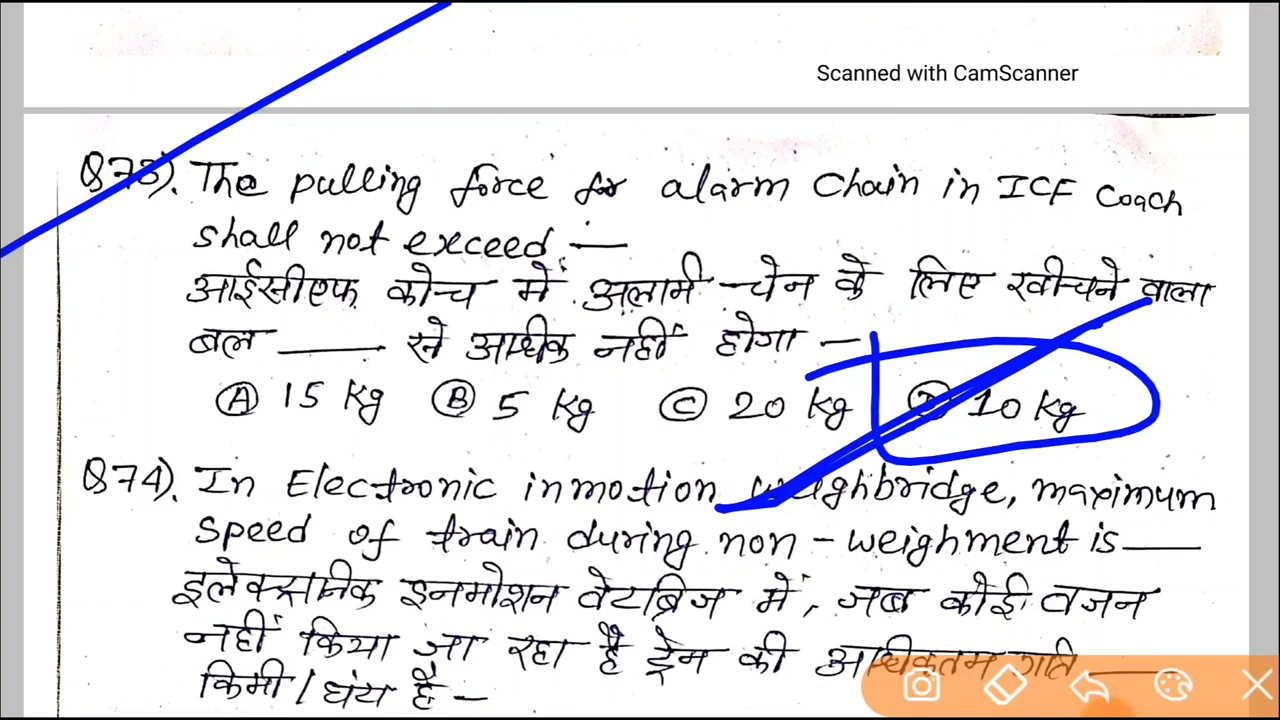 Scanned with CamScanner
Q73). The pulling force for alarm Chain in ICF Coach
shall not exceed —
आईसीएफ कोच में अलार्म चेन के लिए खीचने वाला
बल ____ से अधीक नहीं होगा —
(A) 15 Kg (B) 5 Kg (C) 20 Kg (D) 10 Kg
Q74). In Electronic inmotion weighbridge, maximum
speed of train during non-weighment is ——
इलेक्ट्रानिक इनमोशन वेटब्रिज में, जब कोई वजन
नहीं किया जा रहा है ट्रेन की अधिकतम गति ——
किमी/घंटा है —